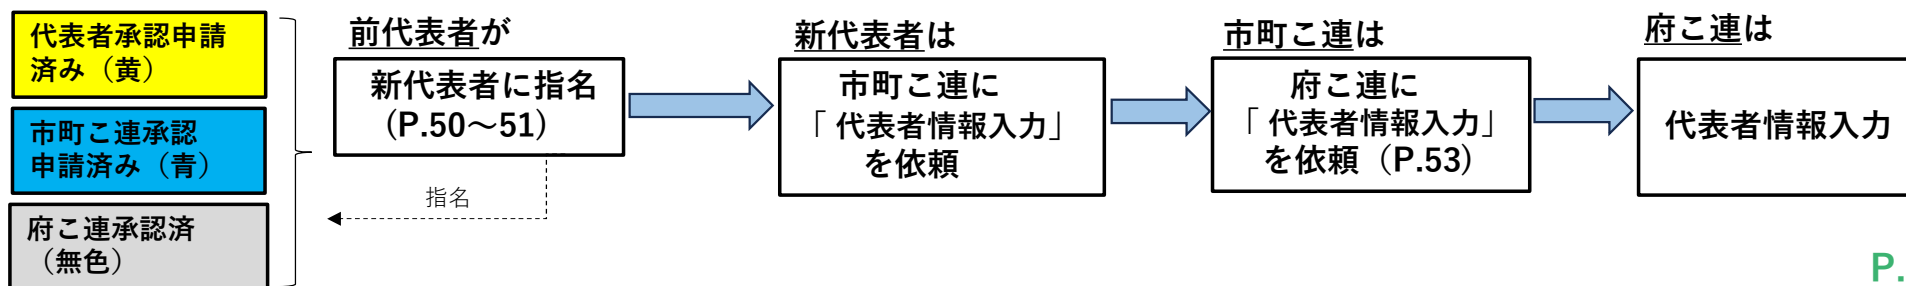 代表者承認申請
済み（黄）
市町こ連承認
申請済み（青）
府こ連承認済
（無色）
前代表者が
新代表者に指名
（P.50～51）
指名
新代表者は
市町こ連に
「 代表者情報入力」
を依頼
市町こ連は
府こ連に
「 代表者情報入力」
を依頼（P.53）
府こ連は
代表者情報入力
P.